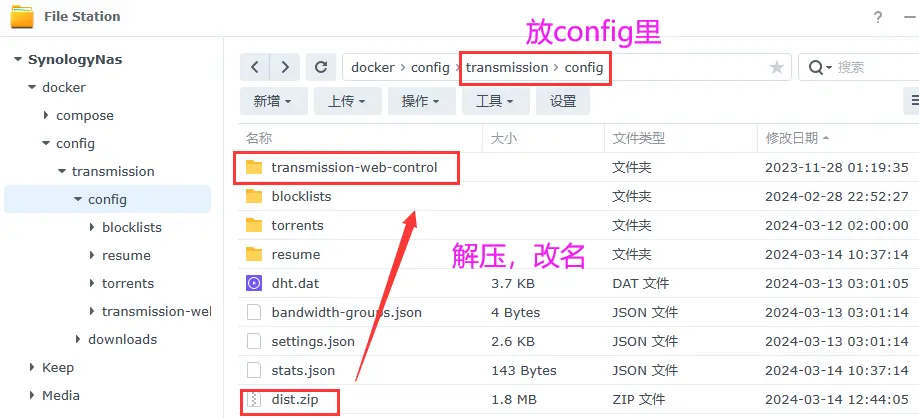 File Station
? —
放config里
SynologyNas
docker
compose
config
transmission
config
blocklists
resume
torrents
transmission-wel
downloads
Keep
Media
docker › config › transmission › config
搜索
新增 上传 操作 工具 设置
名称 大小 文件类型 修改日期
transmission-web-control 文件夹 2023-11-28 01:19:35
blocklists 文件夹 2024-02-28 22:52:27
torrents 文件夹 2024-03-12 02:00:00
resume 文件夹 2024-03-14 10:37:14
解压，改名
dht.dat 3.7 KB DAT 文件 2024-03-13 03:01:05
bandwidth-groups.json 4 Bytes JSON 文件 2024-03-13 03:01:14
settings.json 2.6 KB JSON 文件 2024-03-13 03:01:14
stats.json 143 Bytes JSON 文件 2024-03-14 10:37:14
dist.zip 1.8 MB ZIP 文件 2024-03-14 12:44:05